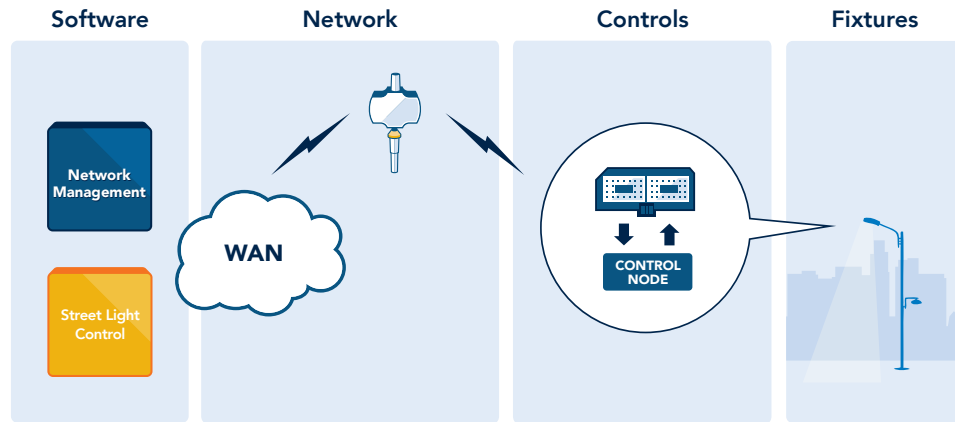 Software
Network
Controls
Fixtures
Network
Management
Street Light
Control
WAN
CONTROL
NODE